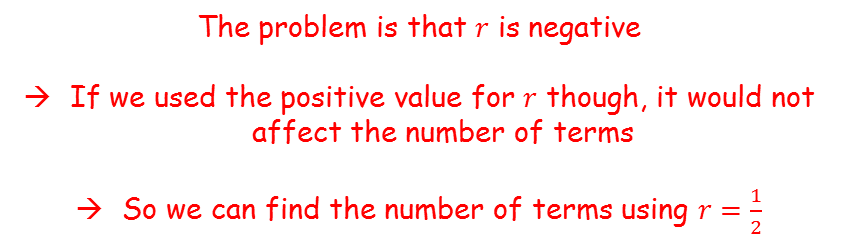 The problem is that r is negative
→ If we used the positive value for r though, it would not
affect the number of terms
→ So we can find the number of terms using r = 1/2